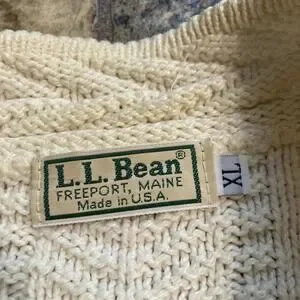 L.L. Bean®
FREEPORT, MAINE
Made in U.S.A.
XL